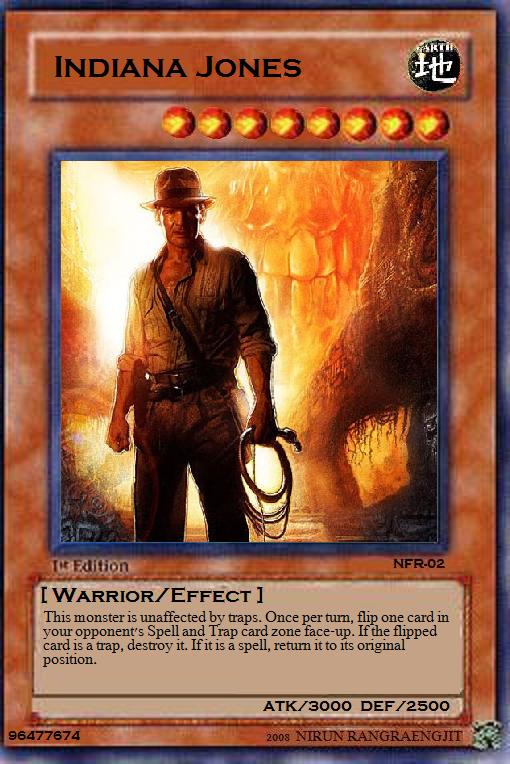 Indiana Jones
EARTH
地
1st Edition
NFR-02
[ Warrior/Effect ]
This monster is unaffected by traps. Once per turn, flip one card in
your opponent's Spell and Trap card zone face-up. If the flipped
card is a trap, destroy it. If it is a spell, return it to its original
position.
ATK/3000 DEF/2500
96477674
2008 NIRUN RANGRAENGJIT